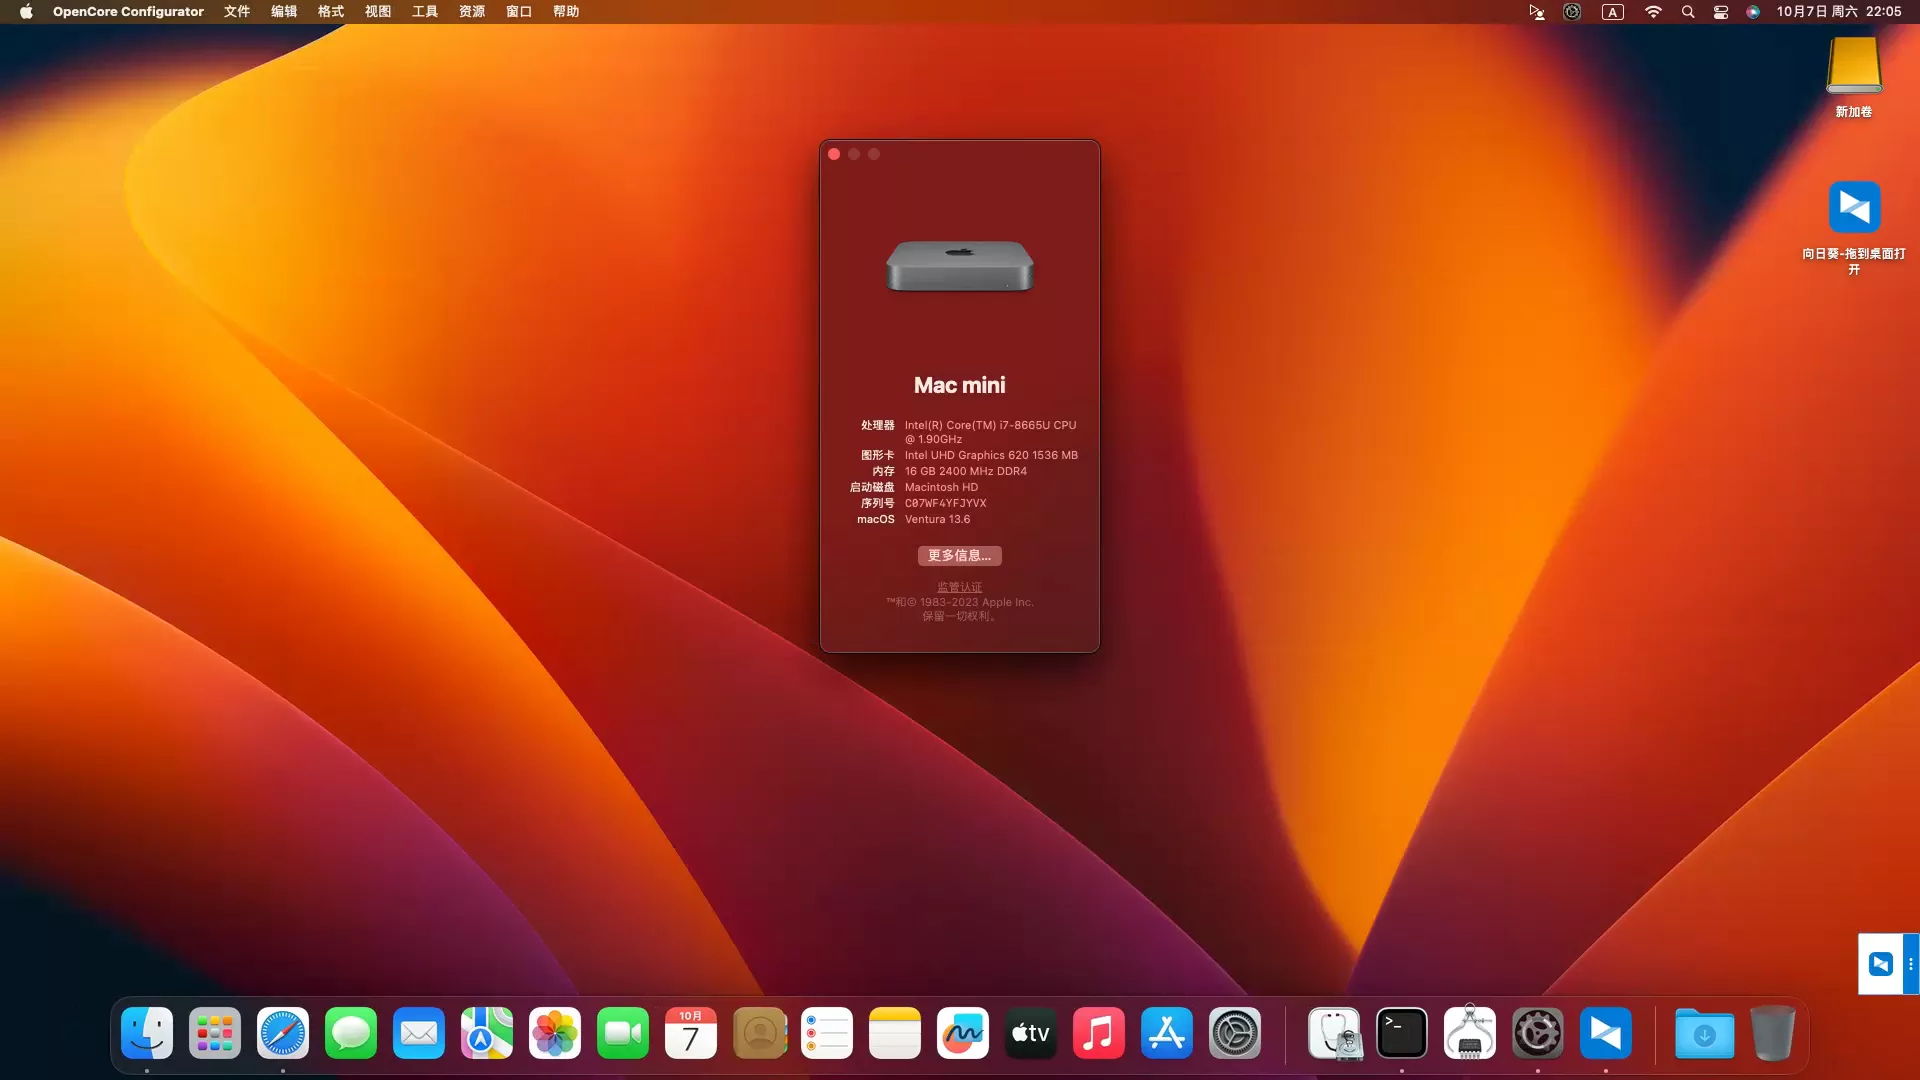 OpenCore Configurator 文件 编辑 格式 视图 工具 资源 窗口 帮助 A 10月7日 周六 22:05
新加卷
向日葵-拖到桌面打
开
Mac mini
处理器 Intel(R) Core(TM) i7-8665U CPU
@ 1.90GHz
图形卡 Intel UHD Graphics 620 1536 MB
内存 16 GB 2400 MHz DDR4
启动磁盘 Macintosh HD
序列号 C07WF4YFJYVX
macOS Ventura 13.6
更多信息...
监管认证
™和© 1983-2023 Apple Inc.
保留一切权利。
10月
7
tv
>_